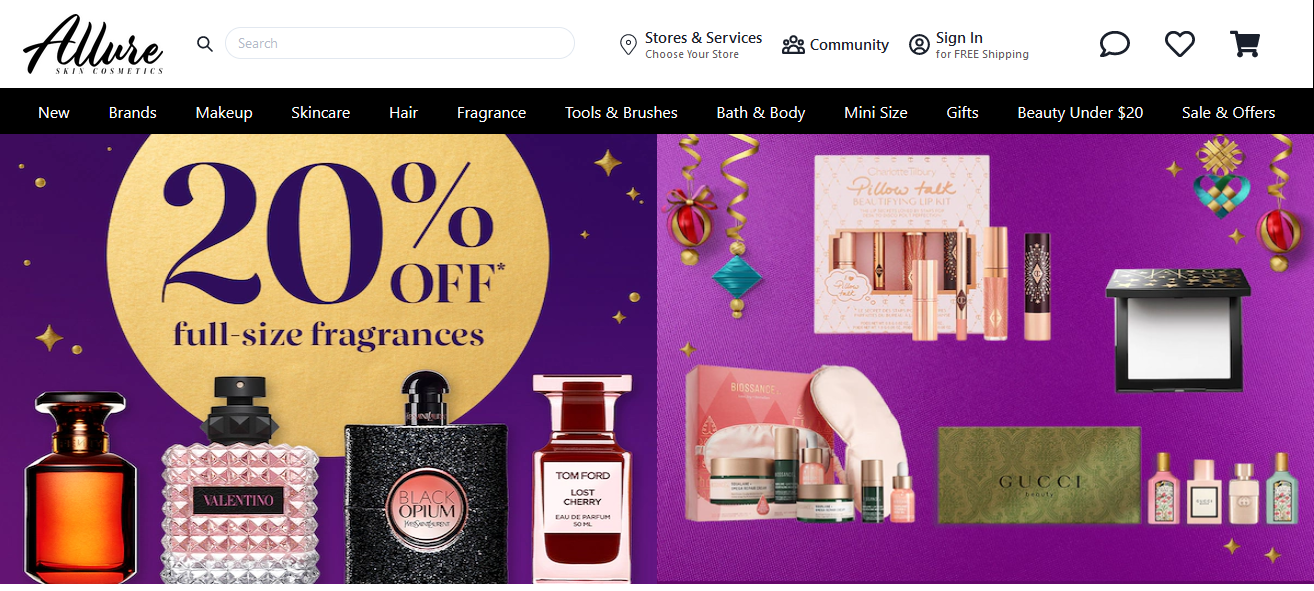 Allure
SKIN COSMETICS
Search
Stores & Services
Choose Your Store
Community
Sign In
for FREE Shipping
New
Brands
Makeup
Skincare
Hair
Fragrance
Tools & Brushes
Bath & Body
Mini Size
Gifts
Beauty Under $20
Sale & Offers
20%
OFF*
full-size fragrances
VALENTINO
BLACK
OPIUM
YVESSAINTLAURENT
TOM FORD
LOST
CHERRY
EAU DE PARFUM
50 ML
Charlotte Tilbury
Pillow talk
BEAUTIFYING LIP KIT
Pillow
talk
BIOSSANCE
GUCCI
beauty